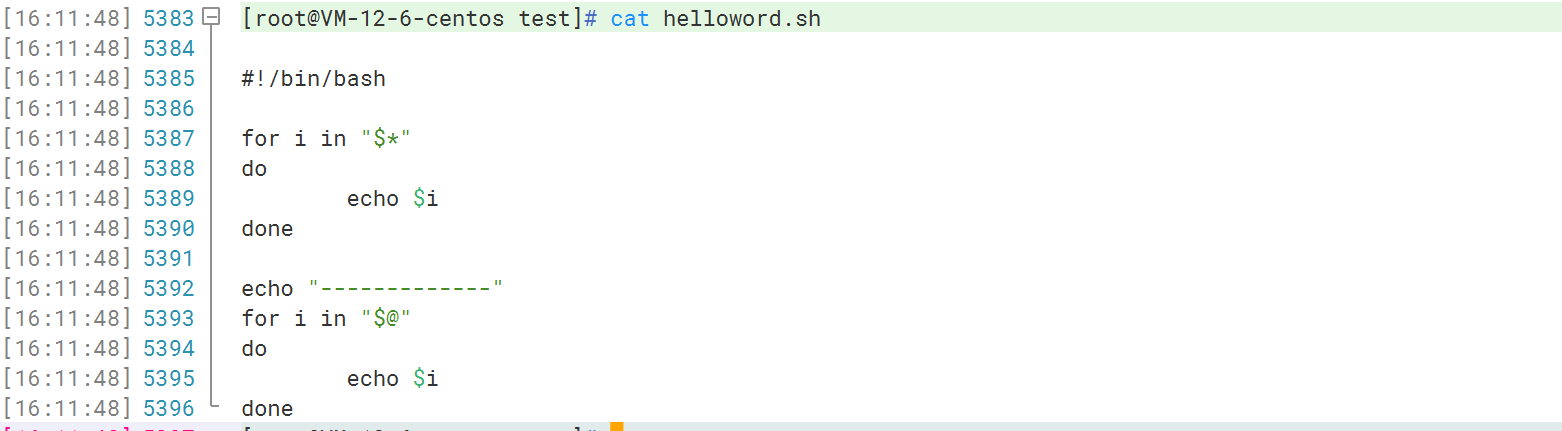 [16:11:48] 5383 [root@VM-12-6-centos test]# cat helloword.sh
[16:11:48] 5384
[16:11:48] 5385 #!/bin/bash
[16:11:48] 5386
[16:11:48] 5387 for i in "$*"
[16:11:48] 5388 do
[16:11:48] 5389         echo $i
[16:11:48] 5390 done
[16:11:48] 5391
[16:11:48] 5392 echo "-------------"
[16:11:48] 5393 for i in "$@"
[16:11:48] 5394 do
[16:11:48] 5395         echo $i
[16:11:48] 5396 done